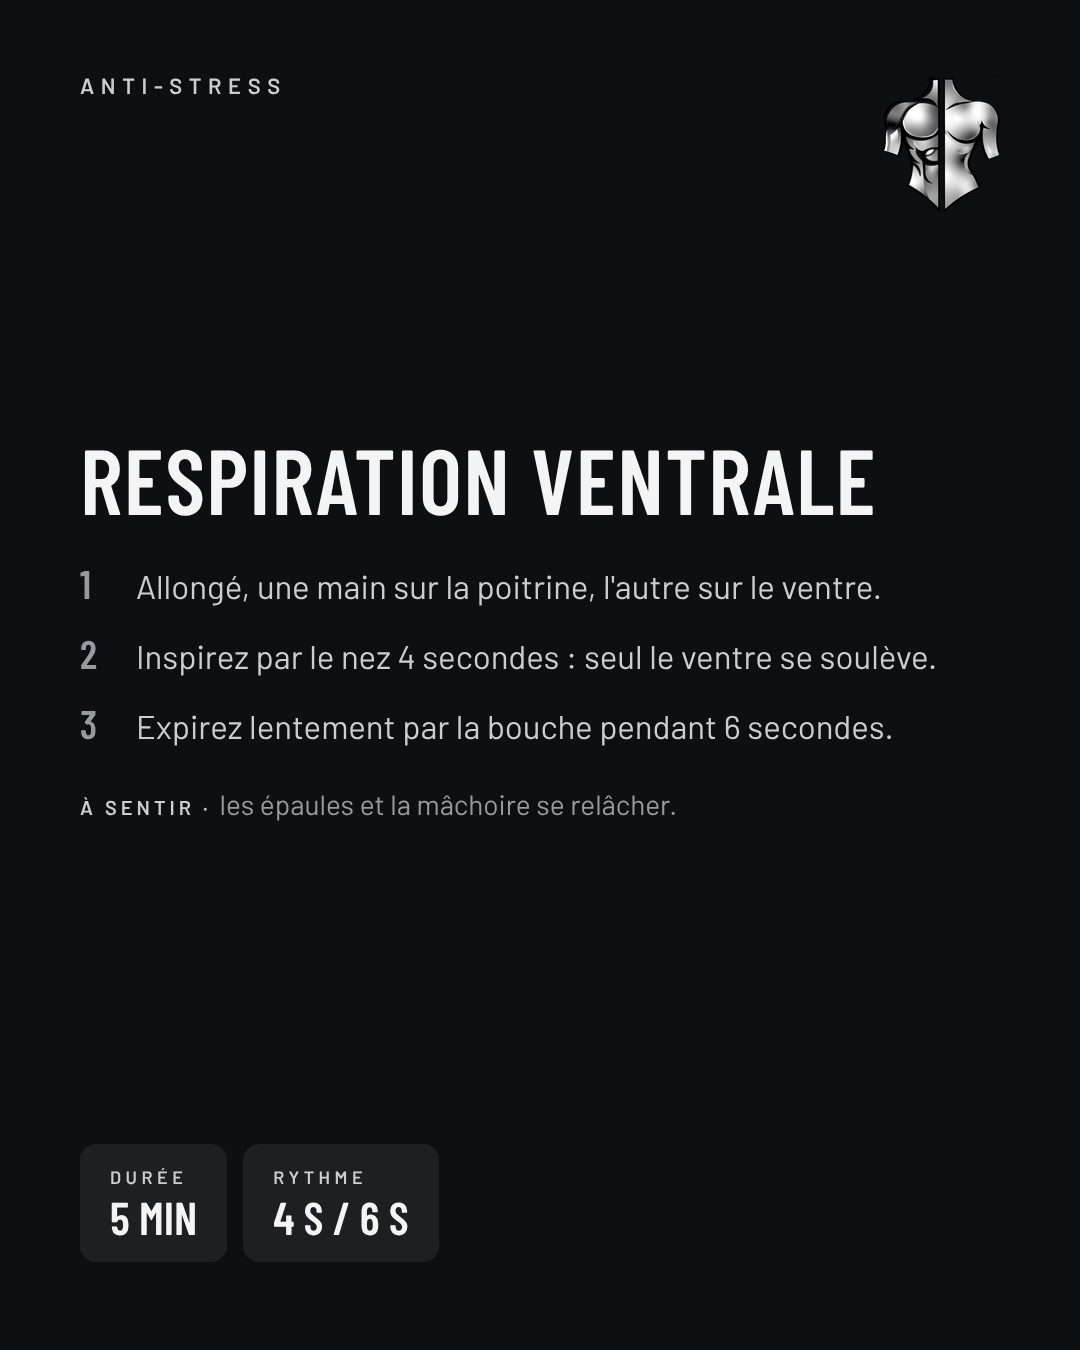 ANTI-STRESS
RESPIRATION VENTRALE
1 Allongé, une main sur la poitrine, l'autre sur le ventre.
2 Inspirez par le nez 4 secondes : seul le ventre se soulève.
3 Expirez lentement par la bouche pendant 6 secondes.
À SENTIR · les épaules et la mâchoire se relâcher.
DURÉE
5 MIN
RYTHME
4 S / 6 S